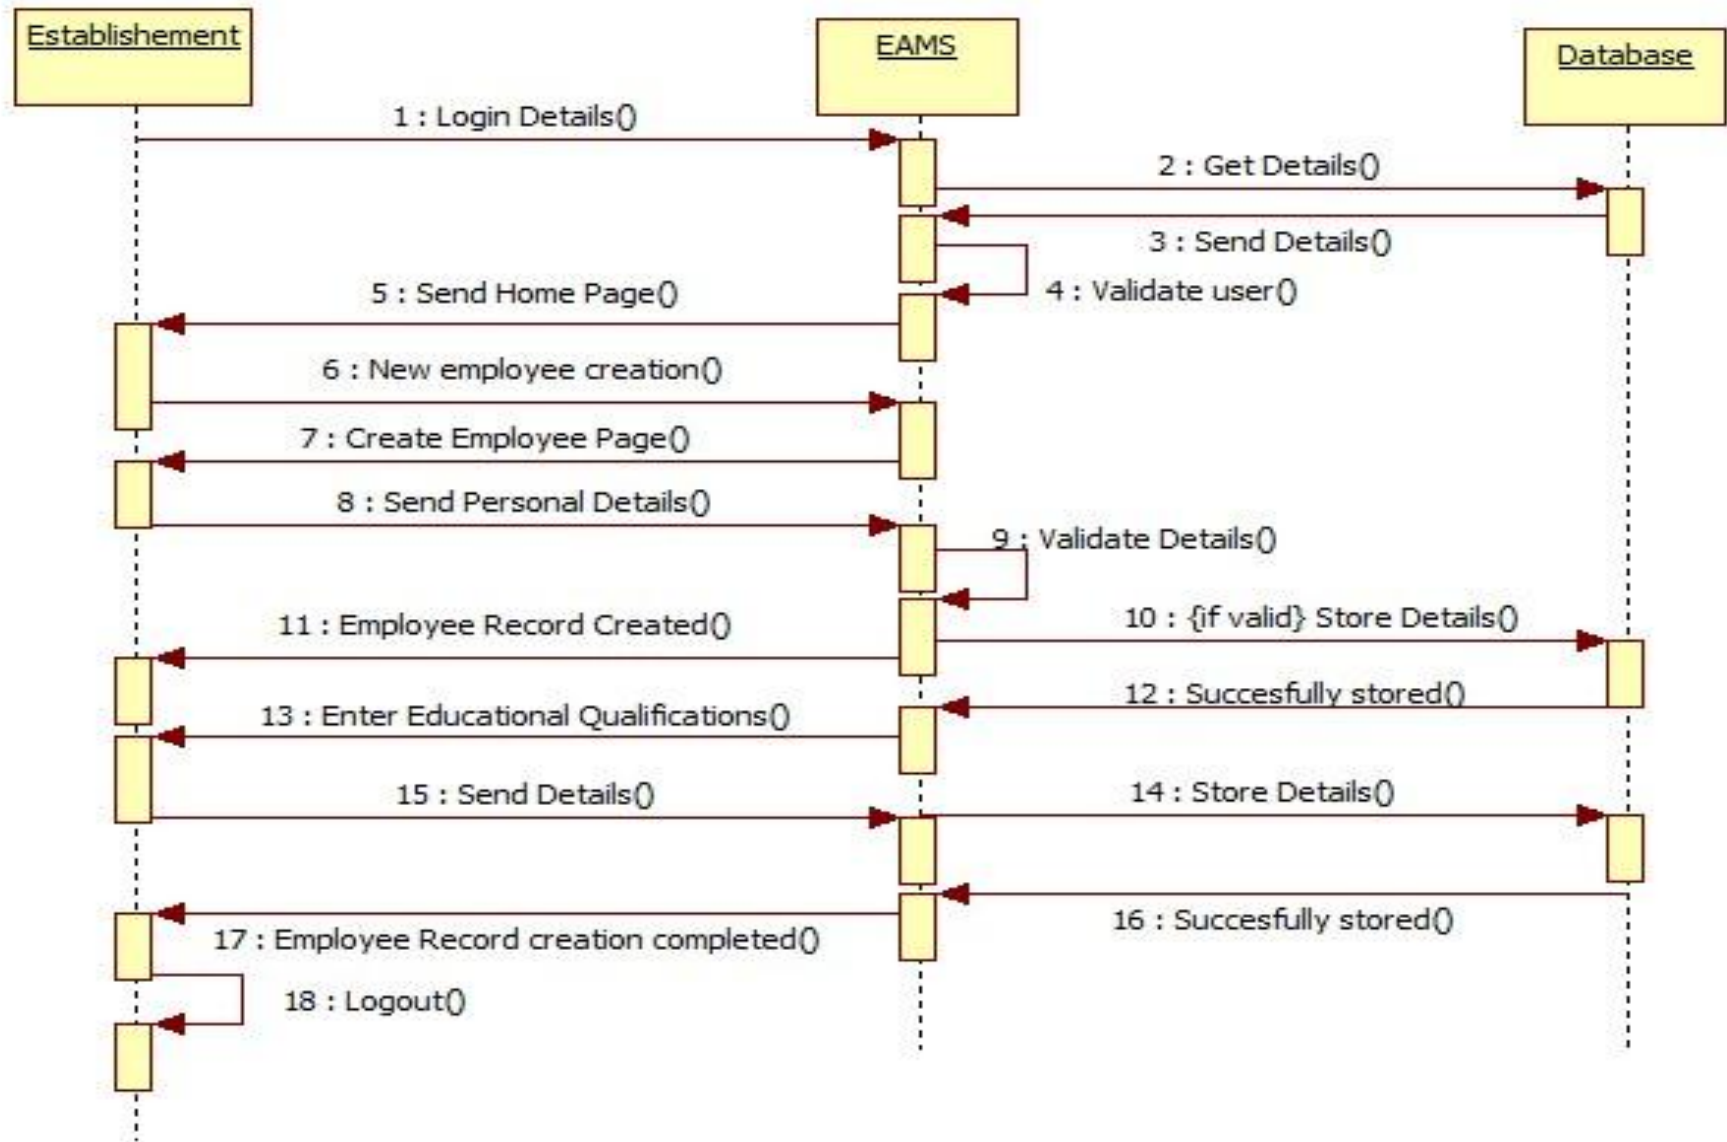 Establishement
EAMS
Database
1 : Login Details()
2 : Get Details()
3 : Send Details()
4 : Validate user()
5 : Send Home Page()
6 : New employee creation()
7 : Create Employee Page()
8 : Send Personal Details()
9 : Validate Details()
10 : {if valid} Store Details()
11 : Employee Record Created()
12 : Succesfully stored()
13 : Enter Educational Qualifications()
14 : Store Details()
15 : Send Details()
16 : Succesfully stored()
17 : Employee Record creation completed()
18 : Logout()